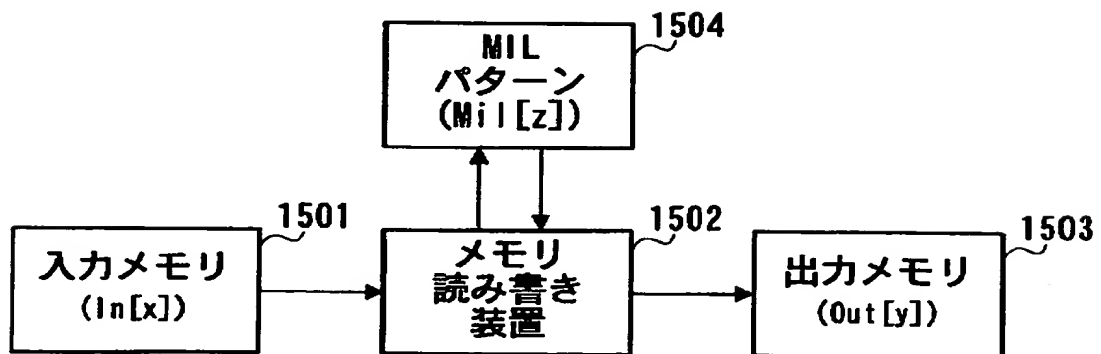 1504
MIL
パターン
(Mil[z])
1501
入力メモリ
(In[x])
1502
メモリ
読み書き
装置
1503
出力メモリ
(Out[y])